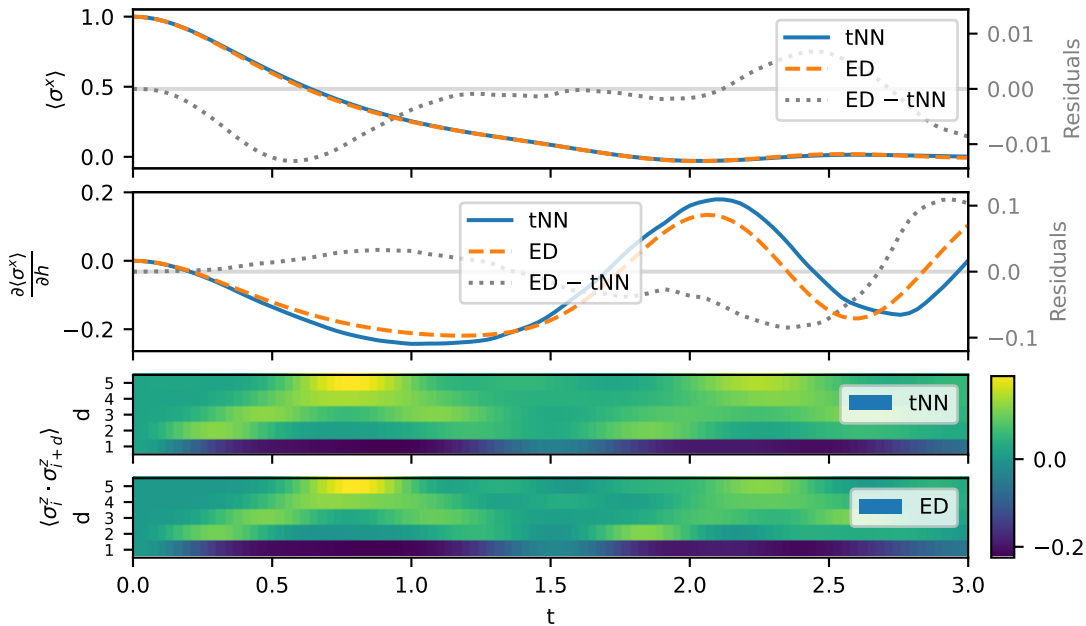 1.0
0.5
0.0
⟨σˣ⟩
tNN
ED
ED − tNN
0.01
0.00
−0.01
Residuals
0.2
0.0
−0.2
∂⟨σˣ⟩
∂h
tNN
ED
ED − tNN
0.1
0.0
−0.1
Residuals
5
4
3
2
1
d
tNN
⟨σᵢᶻ · σᵢ₊dᶻ⟩
5
4
3
2
1
d
ED
0.0
−0.2
0.0
0.5
1.0
1.5
2.0
2.5
3.0
t